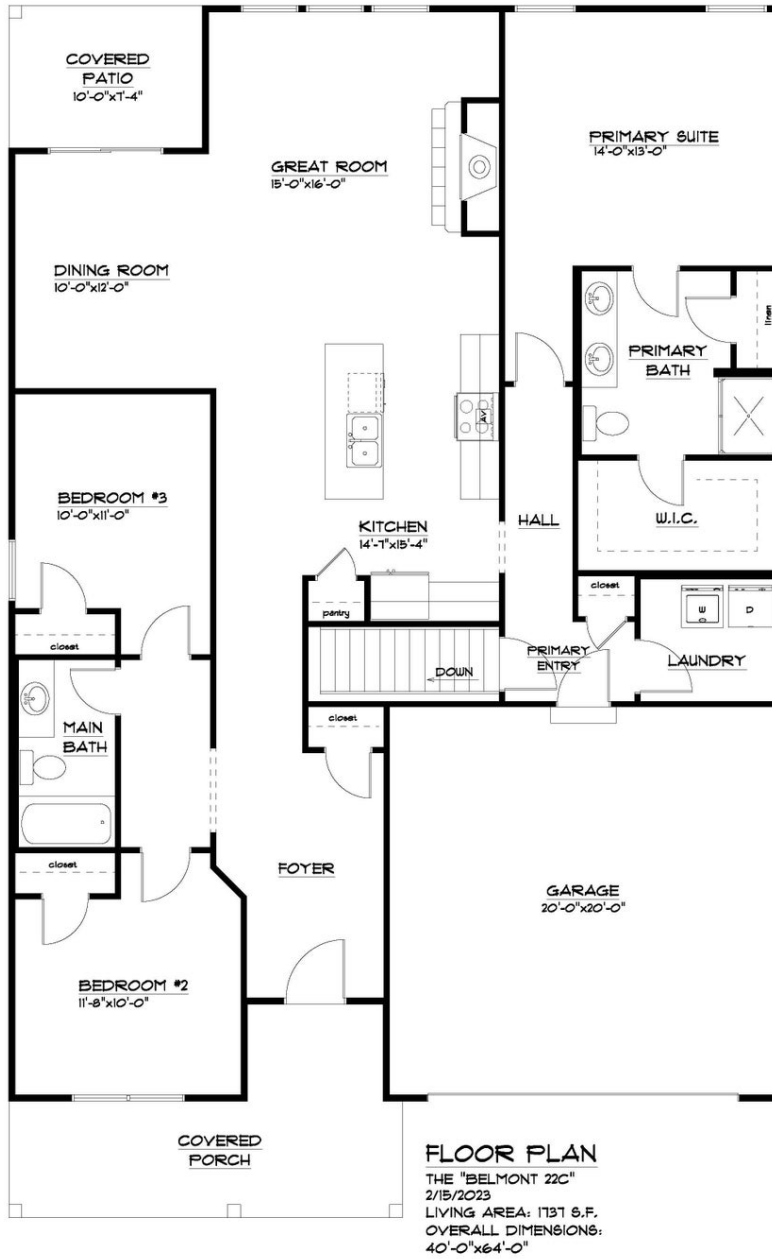 COVERED
PATIO
10'-0"x7'-4"
GREAT ROOM
15'-0"x16'-0"
PRIMARY SUITE
14'-0"x13'-0"
DINING ROOM
10'-0"x12'-0"
linen
PRIMARY
BATH
AV
BEDROOM #3
10'-0"x11'-0"
KITCHEN
14'-7"x15'-4"
HALL
W.I.C.
pantry
closet
W
D
closet
DOWN
PRIMARY
ENTRY
LAUNDRY
MAIN
BATH
closet
closet
FOYER
GARAGE
20'-0"x20'-0"
BEDROOM #2
11'-8"x10'-0"
COVERED
PORCH
FLOOR PLAN
THE "BELMONT 22C"
2/15/2023
LIVING AREA: 1737 S.F.
OVERALL DIMENSIONS:
40'-0"x64'-0"